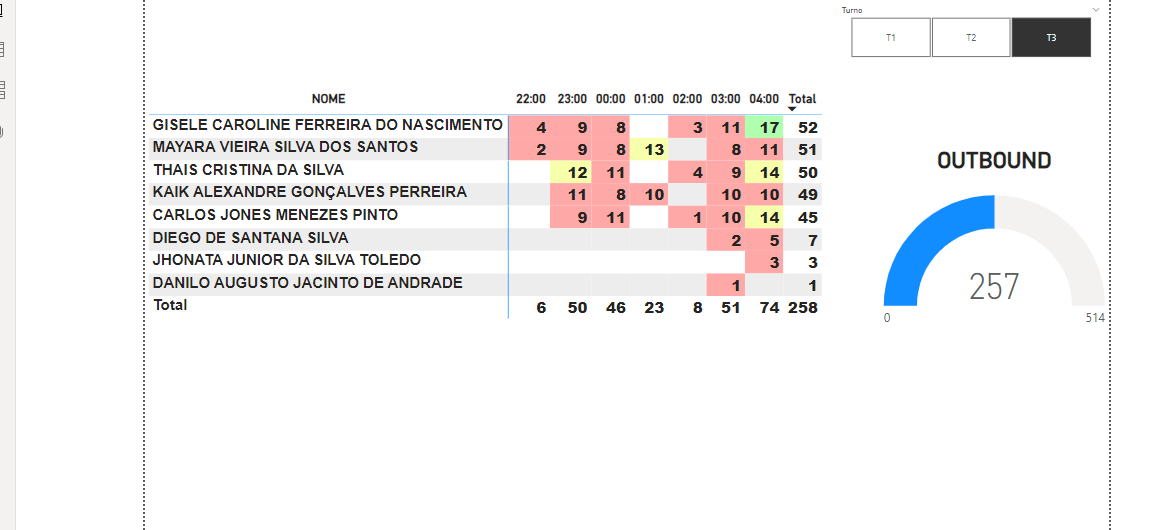 Turno
T1 T2 T3
NOME 22:00 23:00 00:00 01:00 02:00 03:00 04:00 Total
GISELE CAROLINE FERREIRA DO NASCIMENTO 4 9 8 3 11 17 52
MAYARA VIEIRA SILVA DOS SANTOS 2 9 8 13 8 11 51
THAIS CRISTINA DA SILVA 12 11 4 9 14 50
KAIK ALEXANDRE GONÇALVES PERREIRA 11 8 10 10 10 49
CARLOS JONES MENEZES PINTO 9 11 1 10 14 45
DIEGO DE SANTANA SILVA 2 5 7
JHONATA JUNIOR DA SILVA TOLEDO 3 3
DANILO AUGUSTO JACINTO DE ANDRADE 1 1
Total 6 50 46 23 8 51 74 258
OUTBOUND
257
0 514